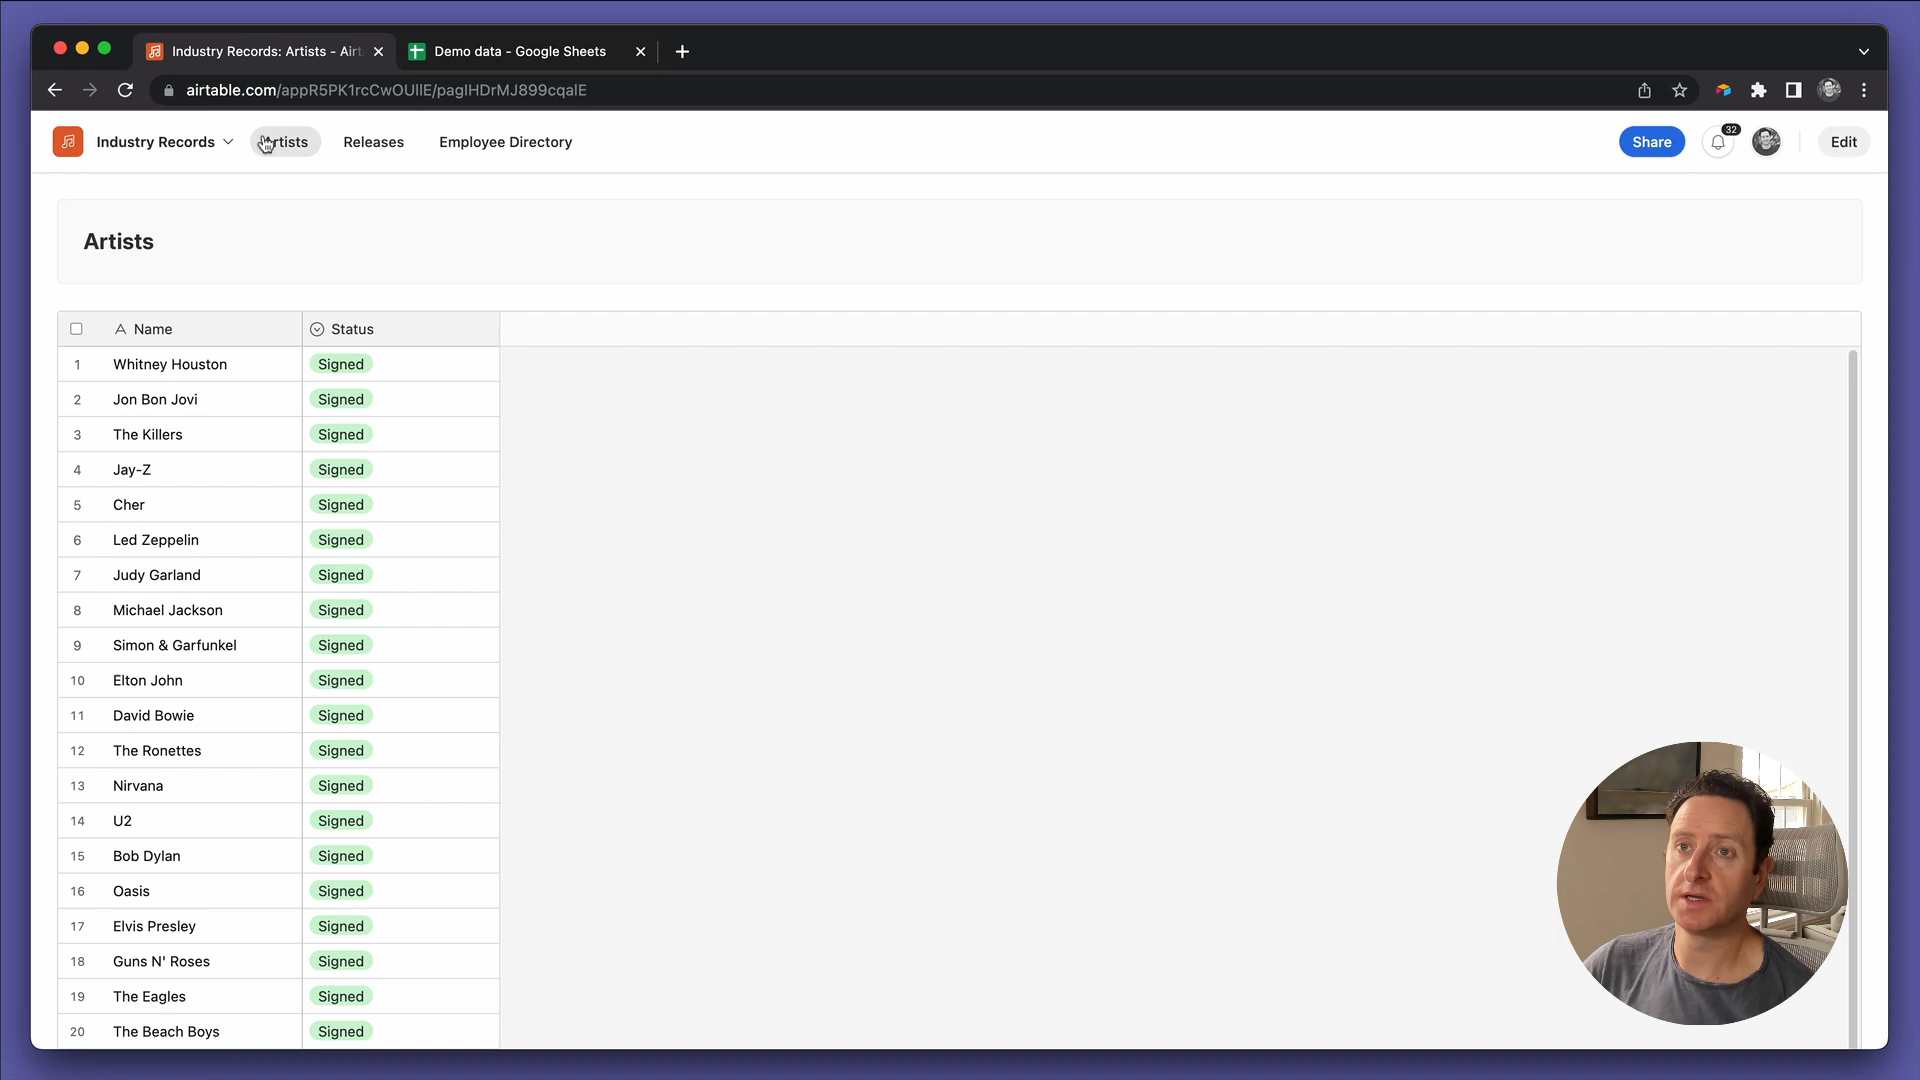 Industry Records: Artists - Airt
Demo data - Google Sheets
airtable.com/appR5PK1rcCwOUIlE/pagIHDrMJ899cqalE
Industry Records
Artists
Releases
Employee Directory
Share
32
Edit
Artists
Name
Status
1 Whitney Houston Signed
2 Jon Bon Jovi Signed
3 The Killers Signed
4 Jay-Z Signed
5 Cher Signed
6 Led Zeppelin Signed
7 Judy Garland Signed
8 Michael Jackson Signed
9 Simon & Garfunkel Signed
10 Elton John Signed
11 David Bowie Signed
12 The Ronettes Signed
13 Nirvana Signed
14 U2 Signed
15 Bob Dylan Signed
16 Oasis Signed
17 Elvis Presley Signed
18 Guns N' Roses Signed
19 The Eagles Signed
20 The Beach Boys Signed